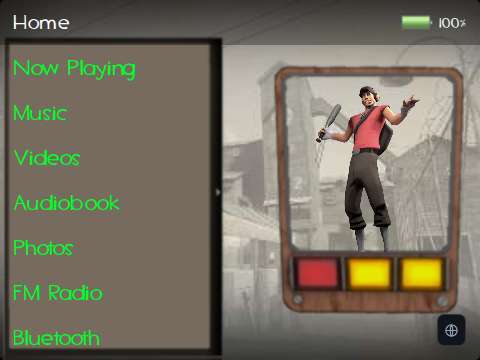 Home
100%
Now Playing
Music
Videos
Audiobook
Photos
FM Radio
Bluetooth